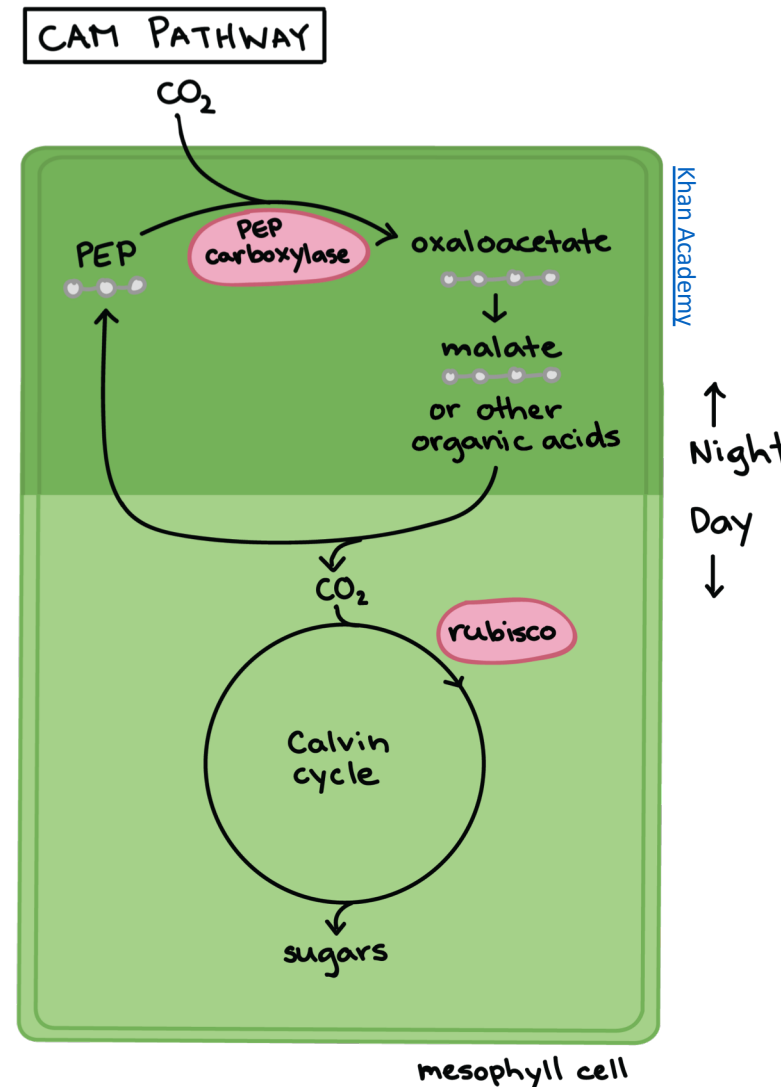 CAM PATHWAY
CO₂
Khan Academy
PEP
PEP
carboxylase
oxaloacetate
malate
or other
organic acids
Night
Day
CO₂
rubisco
Calvin
cycle
sugars
mesophyll cell